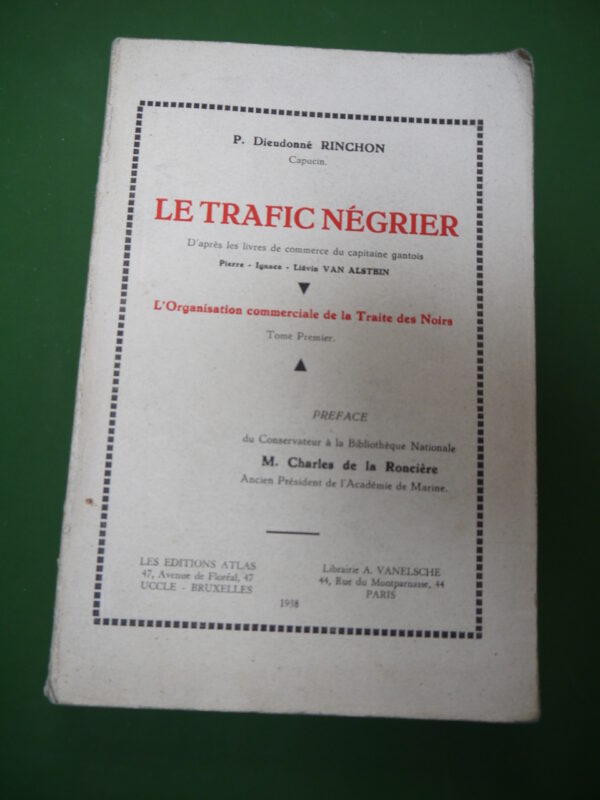 P. Dieudonné RINCHON
Capucin.
LE TRAFIC NÉGRIER
D'après les livres de commerce du capitaine gantois
Pierre - Ignace - Liévin VAN ALSTEIN
L'Organisation commerciale de la Traite des Noirs
Tome Premier.
PREFACE
du Conservateur à la Bibliothèque Nationale
M. Charles de la Roncière
Ancien Président de l'Académie de Marine.
LES EDITIONS ATLAS
47, Avenue de Floréal, 47
UCCLE - BRUXELLES
Librairie A. VANELSCHE
44, Rue du Montparnasse, 44
PARIS
1938